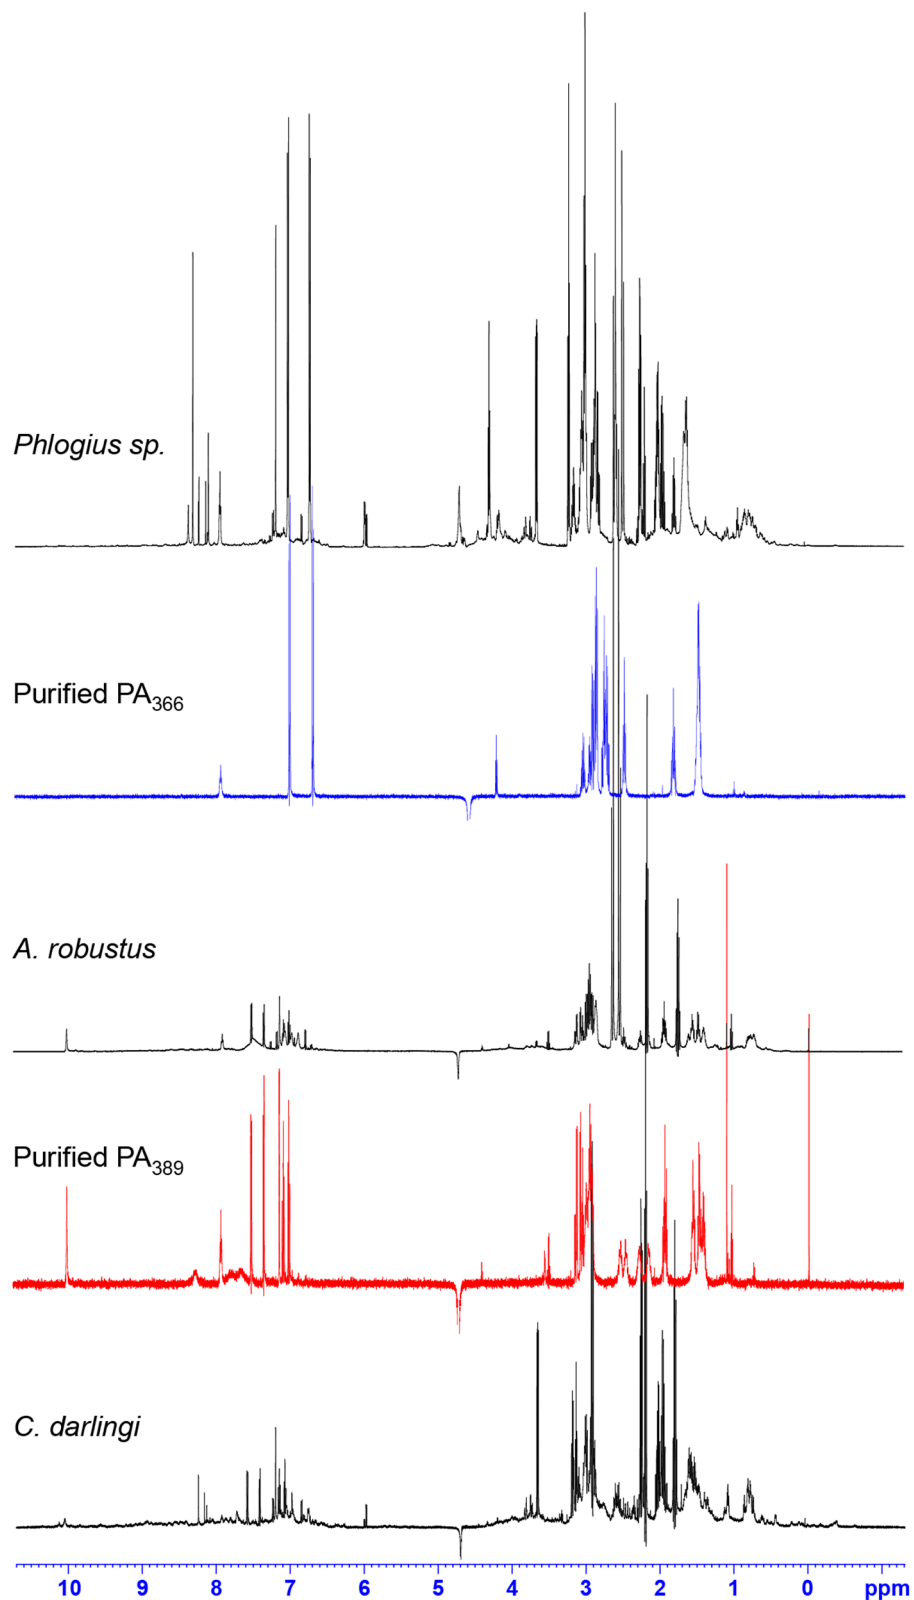 Phlogius sp.
Purified PA₃₆₆
A. robustus
Purified PA₃₈₉
C. darlingi
10 9 8 7 6 5 4 3 2 1 0 ppm